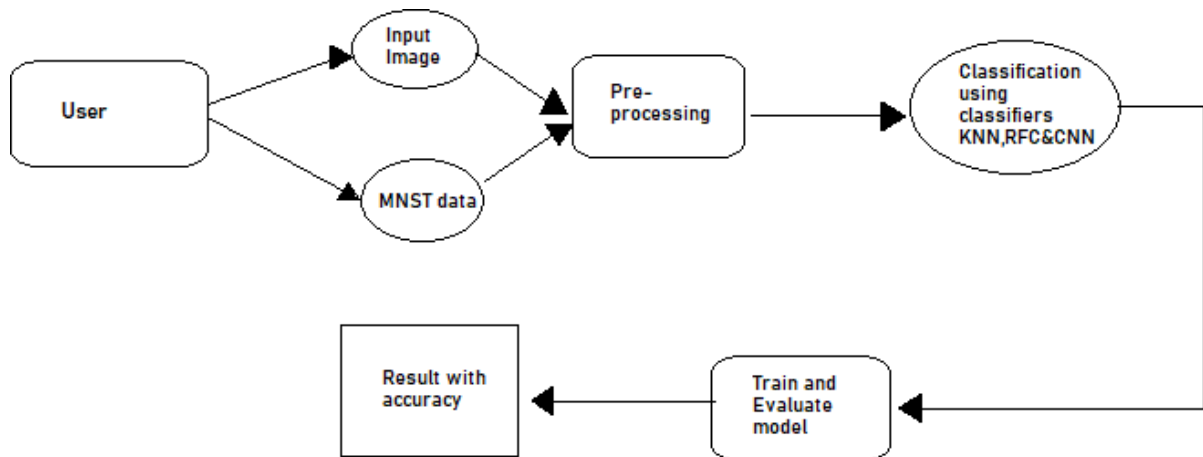 User
Input
Image
MNST data
Pre-
processing
Classification
using
classifiers
KNN,RFC&CNN
Train and
Evaluate
model
Result with
accuracy